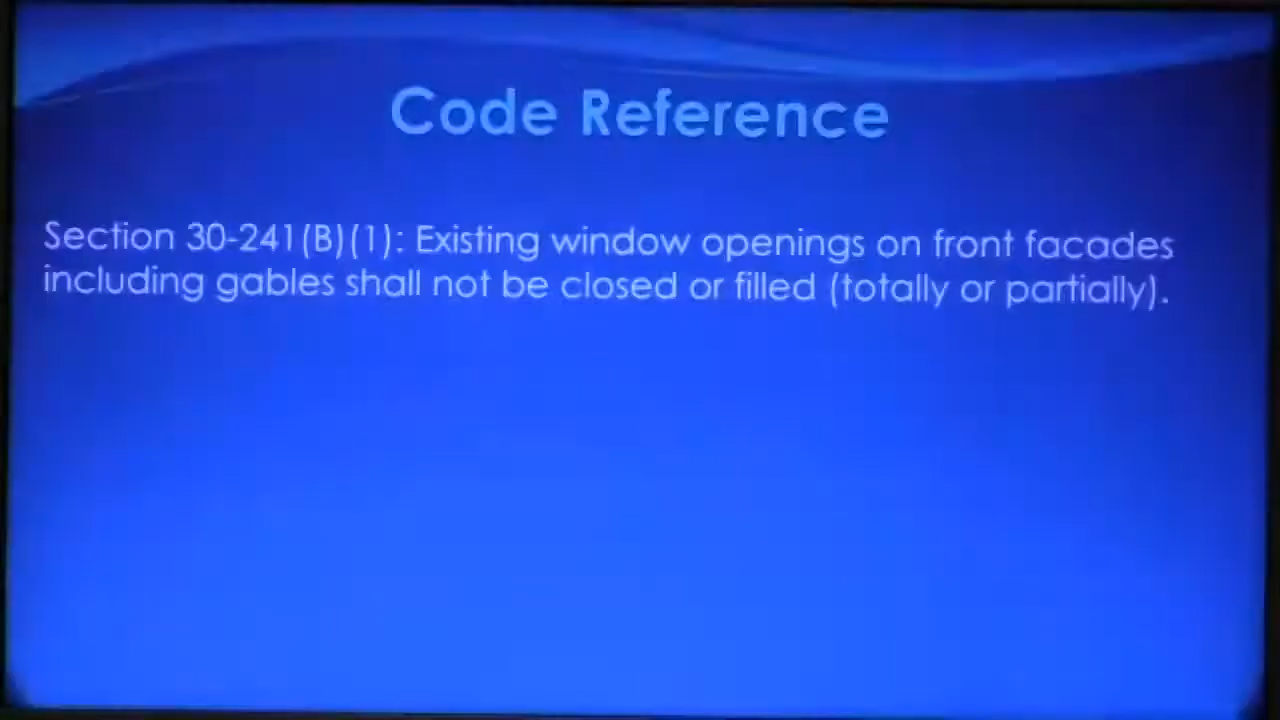 Code Reference
Section 30-241(B)(1): Existing window openings on front facades
including gables shall not be closed or filled (totally or partially).